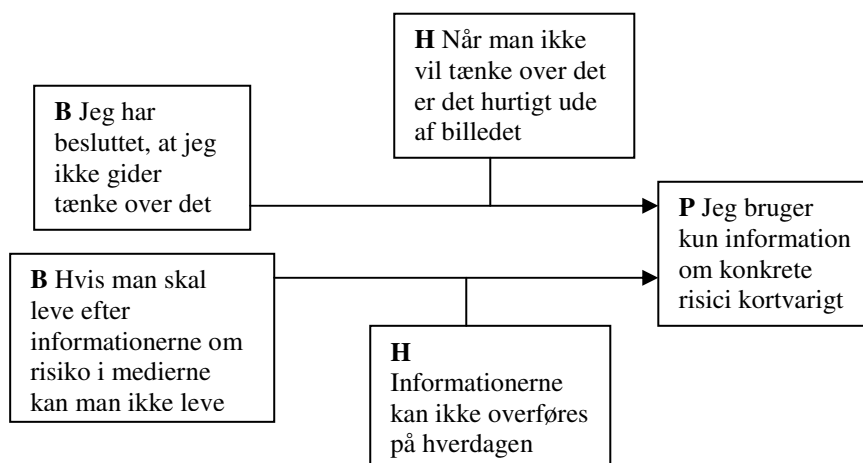 H Når man ikke
vil tænke over det
er det hurtigt ude
af billedet
B Jeg har
besluttet, at jeg
ikke gider
tænke over det
P Jeg bruger
kun information
om konkrete
risici kortvarigt
B Hvis man skal
leve efter
informationerne om
risiko i medierne
kan man ikke leve
H
Informationerne
kan ikke overføres
på hverdagen